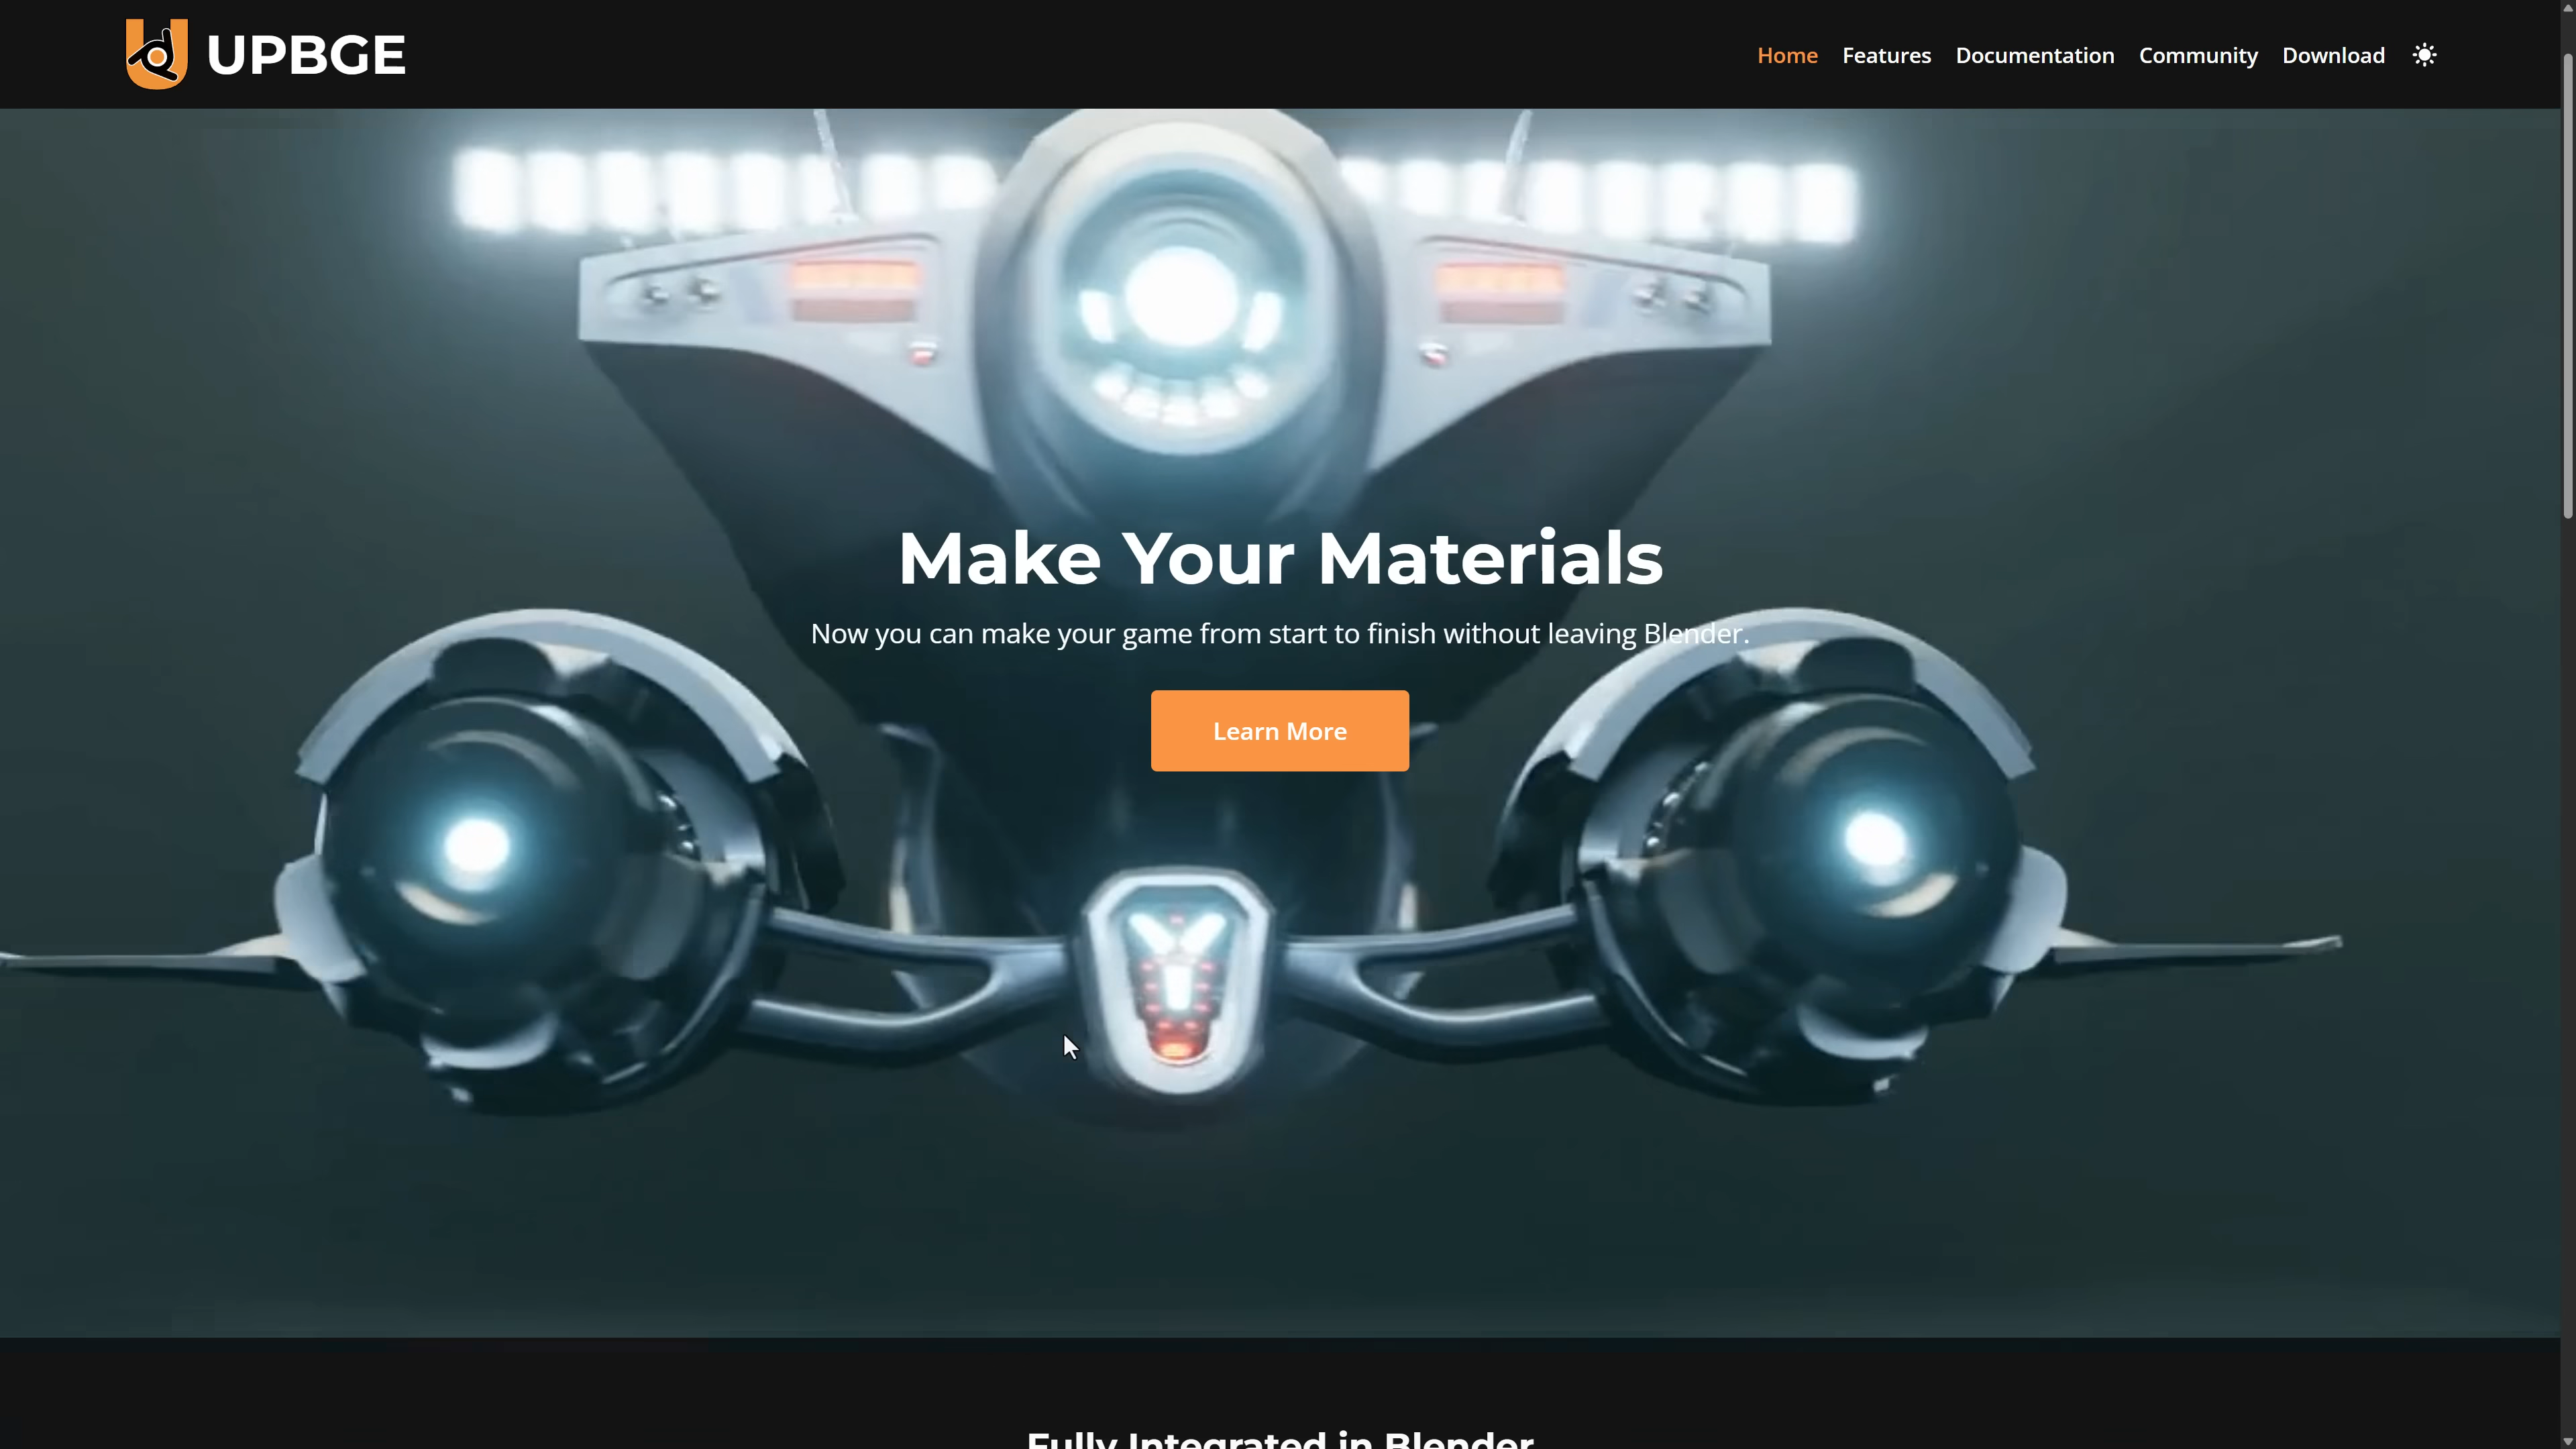 UPBGE
Home Features Documentation Community Download
Make Your Materials
Now you can make your game from start to finish without leaving Blender.
Learn More
Fully Integrated in Blender